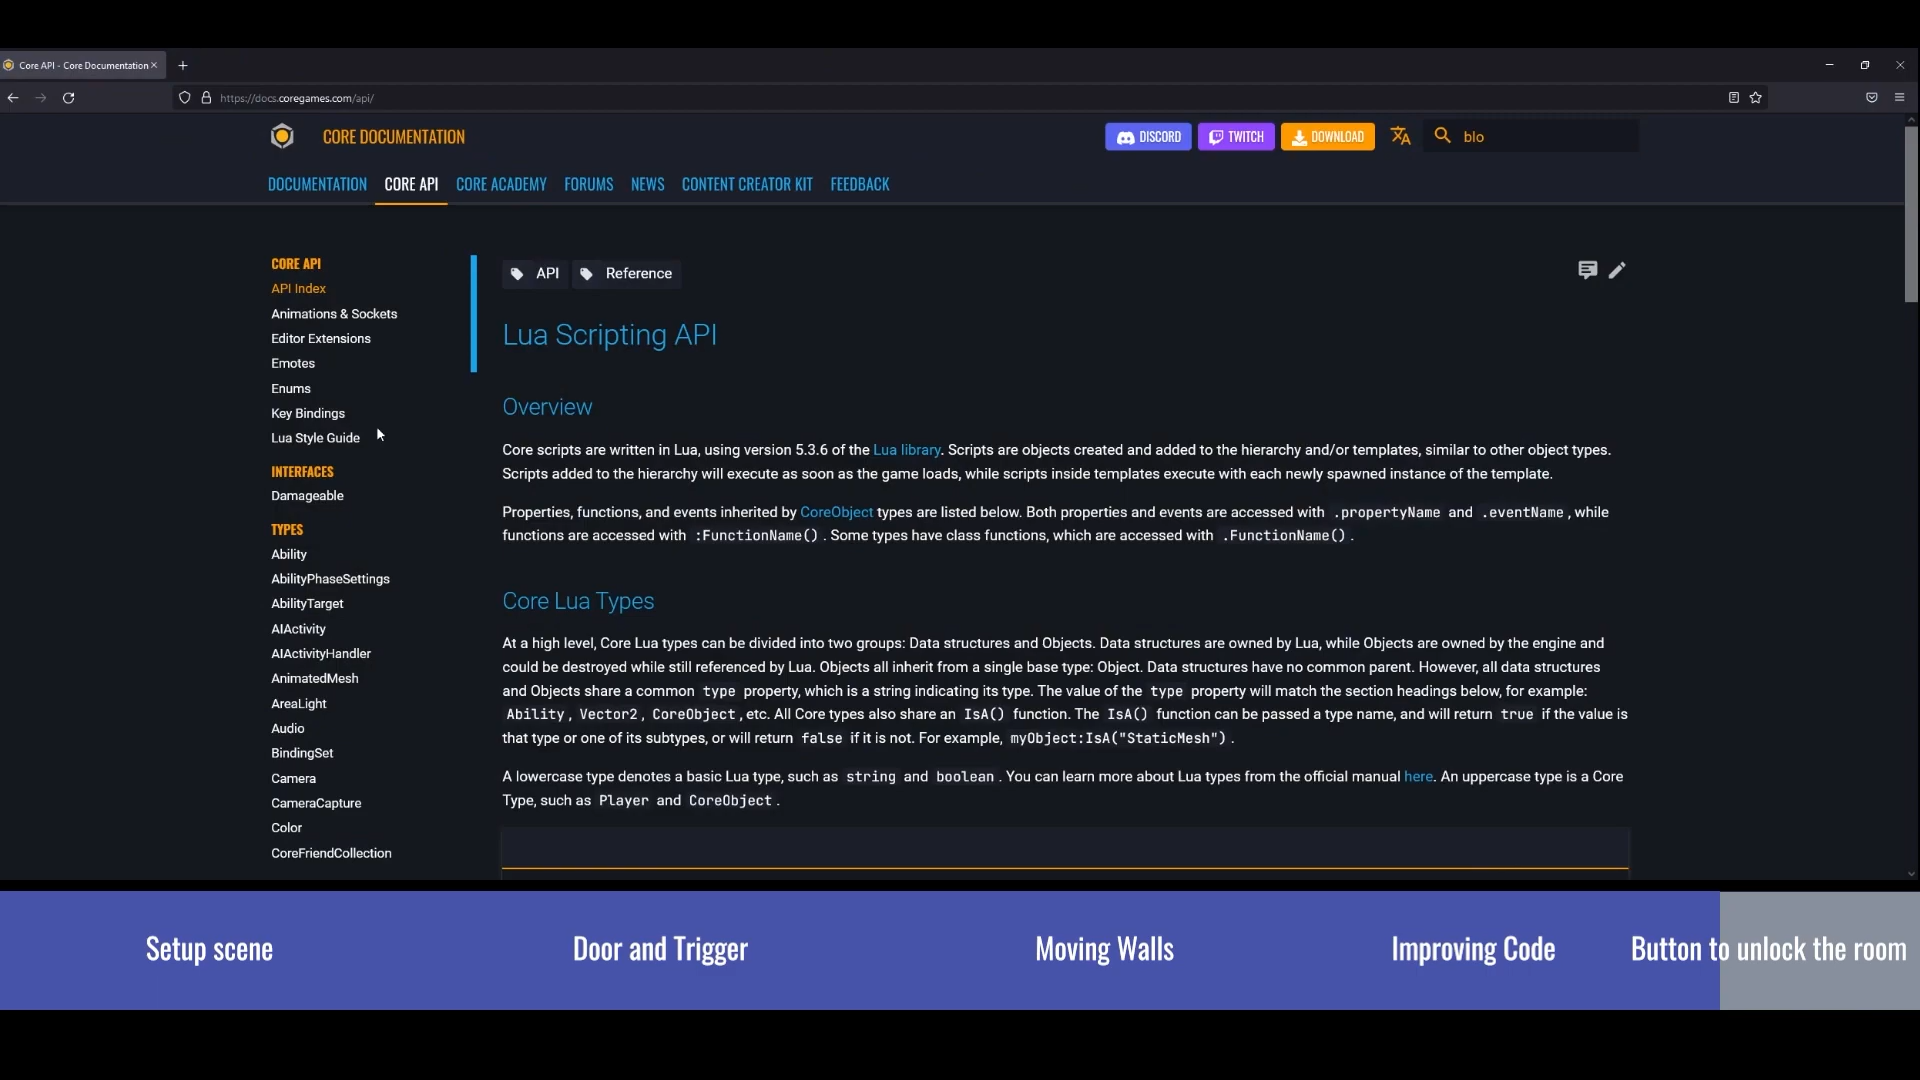 Core API - Core Documentation
https://docs.coregames.com/api/
CORE DOCUMENTATION
DISCORD
TWITCH
DOWNLOAD
blo
DOCUMENTATION
CORE API
CORE ACADEMY
FORUMS
NEWS
CONTENT CREATOR KIT
FEEDBACK
CORE API
API Index
Animations & Sockets
Editor Extensions
Emotes
Enums
Key Bindings
Lua Style Guide
INTERFACES
Damageable
TYPES
Ability
AbilityPhaseSettings
AbilityTarget
AIActivity
AIActivityHandler
AnimatedMesh
AreaLight
Audio
BindingSet
Camera
CameraCapture
Color
CoreFriendCollection
API
Reference
Lua Scripting API
Overview
Core scripts are written in Lua, using version 5.3.6 of the Lua library. Scripts are objects created and added to the hierarchy and/or templates, similar to other object types.
Scripts added to the hierarchy will execute as soon as the game loads, while scripts inside templates execute with each newly spawned instance of the template.
Properties, functions, and events inherited by CoreObject types are listed below. Both properties and events are accessed with .propertyName and .eventName, while
functions are accessed with :FunctionName(). Some types have class functions, which are accessed with .FunctionName().
Core Lua Types
At a high level, Core Lua types can be divided into two groups: Data structures and Objects. Data structures are owned by Lua, while Objects are owned by the engine and
could be destroyed while still referenced by Lua. Objects all inherit from a single base type: Object. Data structures have no common parent. However, all data structures
and Objects share a common type property, which is a string indicating its type. The value of the type property will match the section headings below, for example:
Ability, Vector2, CoreObject, etc. All Core types also share an IsA() function. The IsA() function can be passed a type name, and will return true if the value is
that type or one of its subtypes, or will return false if it is not. For example, myObject:IsA("StaticMesh").
A lowercase type denotes a basic Lua type, such as string and boolean. You can learn more about Lua types from the official manual here. An uppercase type is a Core
Type, such as Player and CoreObject.
Setup scene
Door and Trigger
Moving Walls
Improving Code
Button to unlock the room